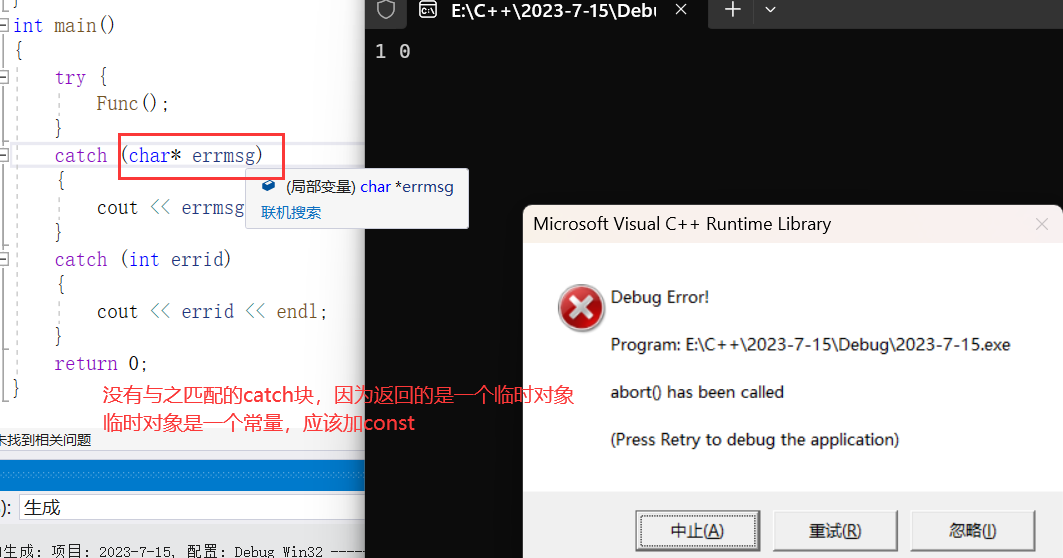 int main()
{
try {
Func();
}
catch (char* errmsg)
{
cout << errmsg
}
catch (int errid)
{
cout << errid << endl;
}
return 0;
}
(局部变量) char *errmsg
联机搜索
没有与之匹配的catch块，因为返回的是一个临时对象
临时对象是一个常量，应该加const
未找到相关问题
生成
生成: 项目: 2023-7-15, 配置: Debug Win32 -----
E:\C++\2023-7-15\Debu
1 0
Microsoft Visual C++ Runtime Library
Debug Error!
Program: E:\C++\2023-7-15\Debug\2023-7-15.exe
abort() has been called
(Press Retry to debug the application)
中止(A)
重试(R)
忽略(I)